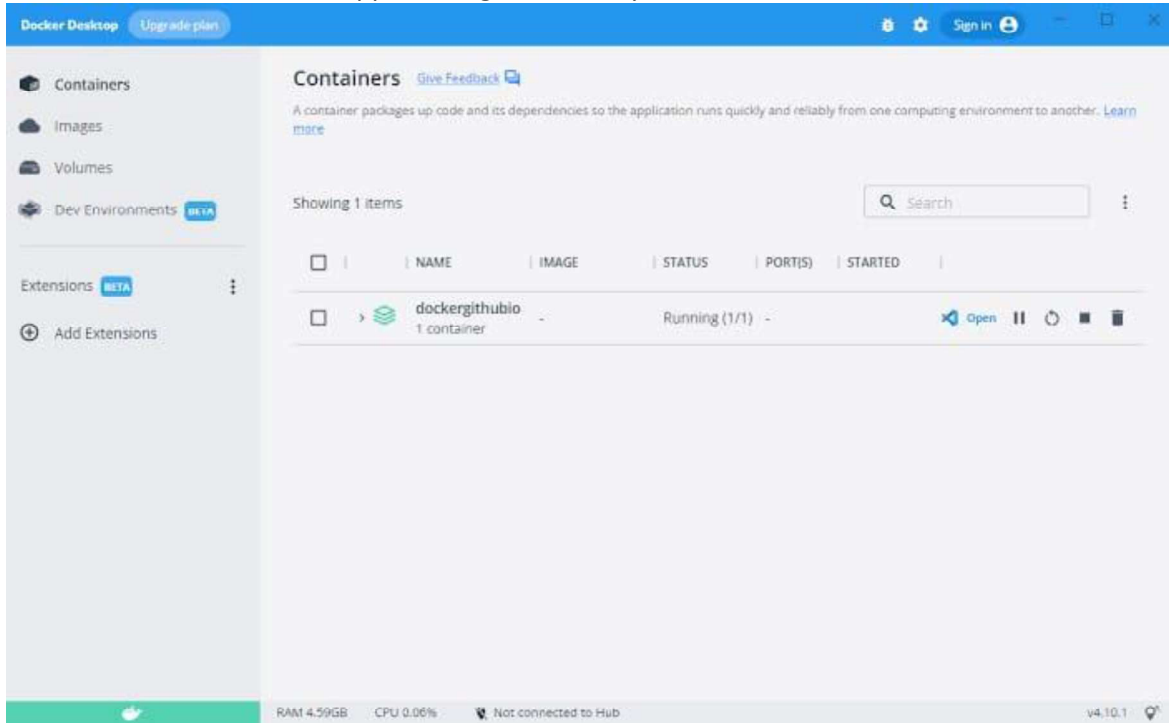 Docker Desktop Upgrade plan Sign in
Containers
Images
Volumes
Dev Environments BETA
Extensions BETA
Add Extensions
Containers Give Feedback
A container packages up code and its dependencies so the application runs quickly and reliably from one computing environment to another. Learn
more
Showing 1 items Search
NAME IMAGE STATUS PORT(S) STARTED
dockergithubio - Running (1/1) - Open
1 container
RAM 4.59GB CPU 0.06% Not connected to Hub v4.10.1